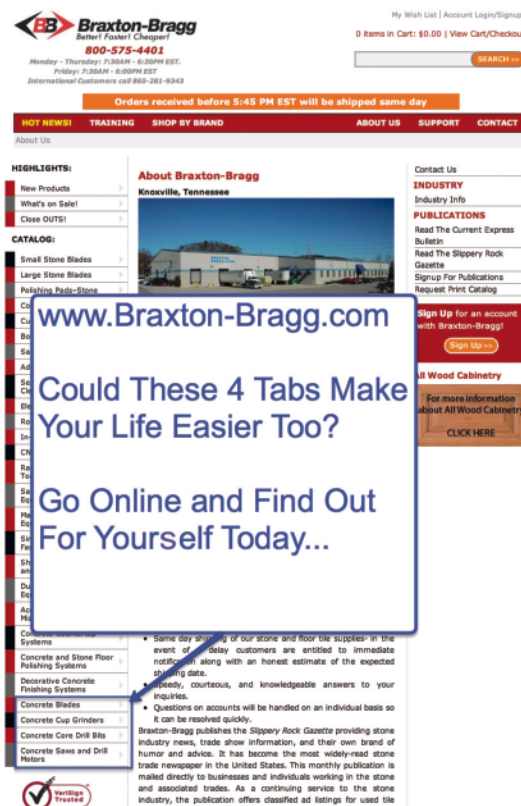 Braxton-Bragg
Better! Faster! Cheaper!
800-575-4401
Monday - Thursday: 7:30AM - 6:30PM EST.
Friday: 7:30AM - 6:00PM EST
International Customers call 865-281-9343
My Wish List | Account Login/Signup
0 items in Cart: $0.00 | View Cart/Checkou
SEARCH >>
Orders received before 5:45 PM EST will be shipped same day
HOT NEWS! TRAINING SHOP BY BRAND ABOUT US SUPPORT CONTACT
About Us
HIGHLIGHTS:
New Products
What's on Sale!
Close OUTS!
CATALOG:
Small Stone Blades
Large Stone Blades
Polishing Pads-Stone
About Braxton-Bragg
Knoxville, Tennessee
Contact Us
INDUSTRY
Industry Info
PUBLICATIONS
Read The Current Express
Bulletin
Read The Slippery Rock
Gazette
Signup For Publications
Request Print Catalog
Sign Up for an account
with Braxton-Bragg!
Sign Up >>
All Wood Cabinetry
For more information
about All Wood Cabinetry
CLICK HERE
www.Braxton-Bragg.com
Could These 4 Tabs Make
Your Life Easier Too?
Go Online and Find Out
For Yourself Today...
Systems
Concrete and Stone Floor
Polishing Systems
Decorative Concrete
Finishing Systems
Concrete Blades
Concrete Cup Grinders
Concrete Core Drill Bits
Concrete Saws and Drill
Motors
VeriSign
Trusted
• Same day shipping of our stone and floor tile supplies- in the
event of delay customers are entitled to immediate
notification along with an honest estimate of the expected
shipping date.
• Speedy, courteous, and knowledgeable answers to your
inquiries.
• Questions on accounts will be handled on an individual basis so
it can be resolved quickly.
Braxton-Bragg publishes the Slippery Rock Gazette providing stone
industry news, trade show information, and their own brand of
humor and advice. It has become the most widely-read stone
trade newspaper in the United States. This monthly publication is
mailed directly to businesses and individuals working in the stone
and associated trades. As a continuing service to the stone
industry, the publication offers classified ad listings for used tile